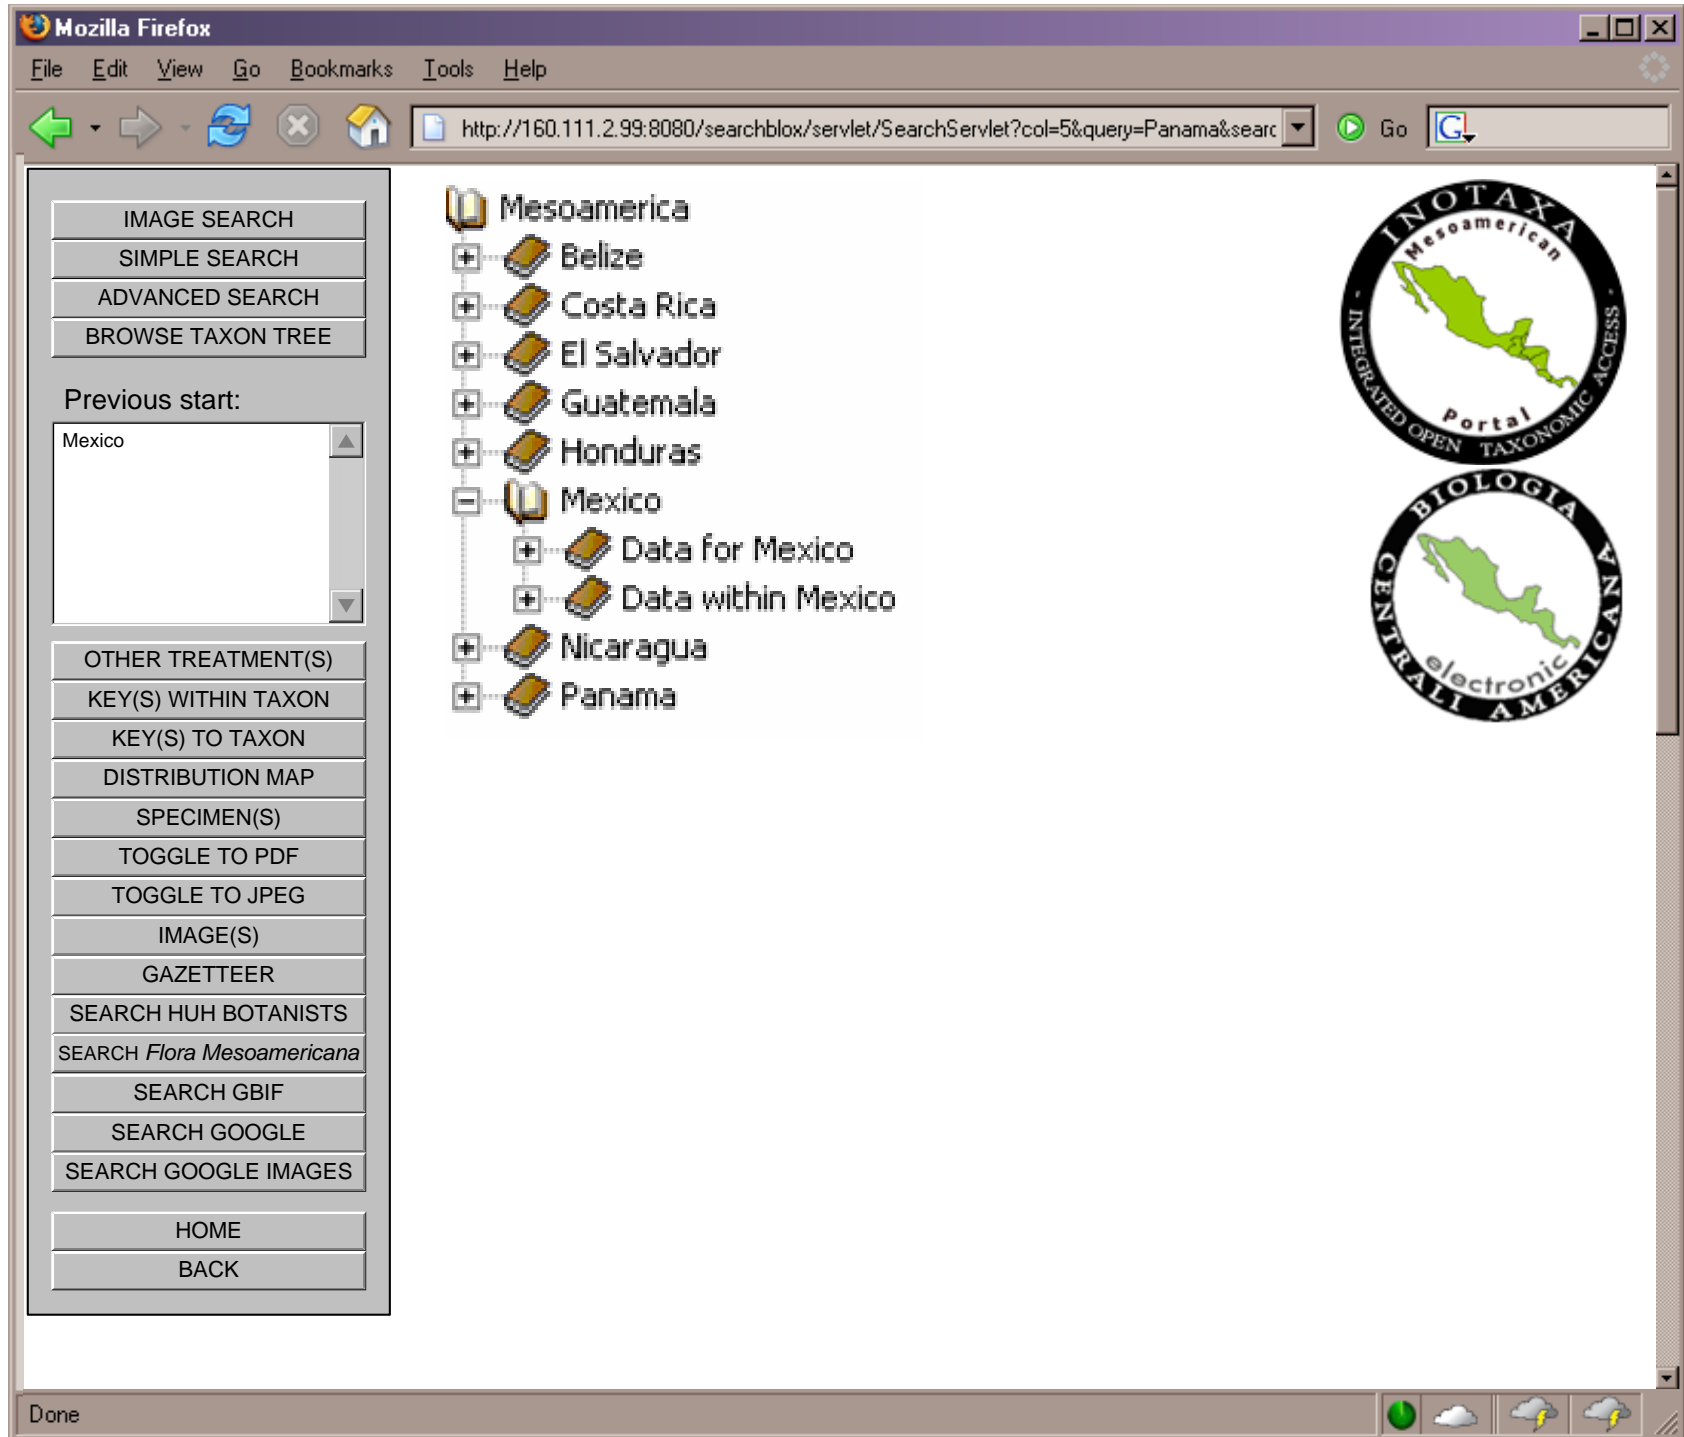 Mozilla Firefox
File Edit View Go Bookmarks Tools Help
http://160.111.2.99:8080/searchblox/servlet/SearchServlet?col=5&query=Panama&searc
Go
G
IMAGE SEARCH
SIMPLE SEARCH
ADVANCED SEARCH
BROWSE TAXON TREE
Previous start:
Mexico
OTHER TREATMENT(S)
KEY(S) WITHIN TAXON
KEY(S) TO TAXON
DISTRIBUTION MAP
SPECIMEN(S)
TOGGLE TO PDF
TOGGLE TO JPEG
IMAGE(S)
GAZETTEER
SEARCH HUH BOTANISTS
SEARCH Flora Mesoamericana
SEARCH GBIF
SEARCH GOOGLE
SEARCH GOOGLE IMAGES
HOME
BACK
Mesoamerica
Belize
Costa Rica
El Salvador
Guatemala
Honduras
Mexico
Data for Mexico
Data within Mexico
Nicaragua
Panama
INOTAXA
- INTEGRATED OPEN TAXONOMIC ACCESS -
Mesoamerican
Portal
BIOLOGIA
CENTRALI AMERICANA
electronic
Done